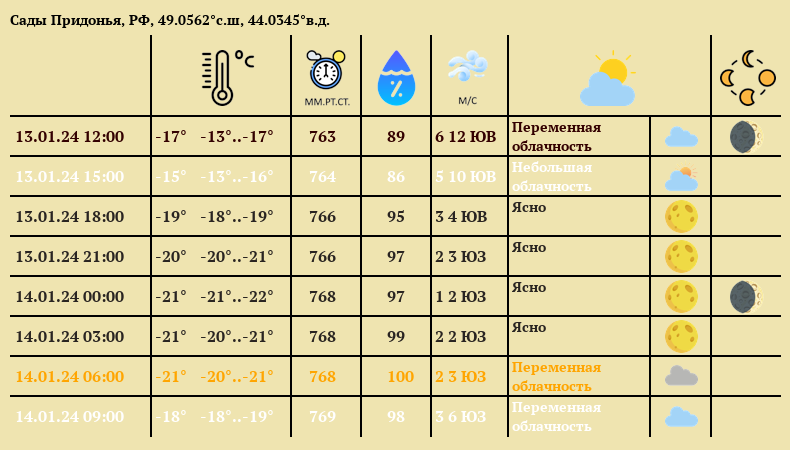 Сады Придонья, РФ, 49.0562°с.ш, 44.0345°в.д.
°C
ММ.РТ.СТ.
%
М/С
13.01.24 12:00 -17° -13°..-17° 763 89 6 12 ЮВ Переменная облачность
13.01.24 15:00 -15° -13°..-16° 764 86 5 10 ЮВ Небольшая облачность
13.01.24 18:00 -19° -18°..-19° 766 95 3 4 ЮВ Ясно
13.01.24 21:00 -20° -20°..-21° 766 97 2 3 ЮЗ Ясно
14.01.24 00:00 -21° -21°..-22° 768 97 1 2 ЮЗ Ясно
14.01.24 03:00 -21° -20°..-21° 768 99 2 2 ЮЗ Ясно
14.01.24 06:00 -21° -20°..-21° 768 100 2 3 ЮЗ Переменная облачность
14.01.24 09:00 -18° -18°..-19° 769 98 3 6 ЮЗ Переменная облачность